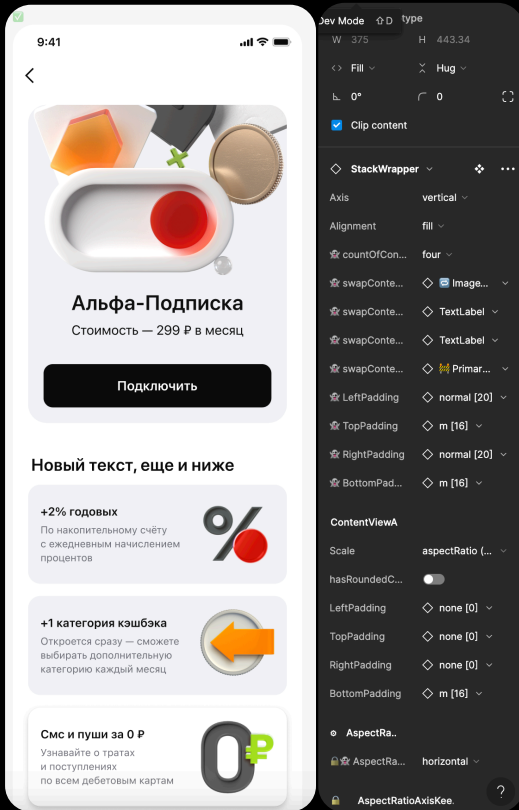 9:41
Альфа-Подписка
Стоимость — 299 ₽ в месяц
Подключить
Новый текст, еще и ниже
+2% годовых
По накопительному счёту
с ежедневным начислением
процентов
+1 категория кэшбэка
Откроется сразу — сможете
выбирать дополнительную
категорию каждый месяц
Смс и пуши за 0 ₽
Узнавайте о тратах
и поступлениях
по всем дебетовым картам
0₽
Dev Mode ⇧D
type
W 375 H 443.34
Fill Hug
0° 0
Clip content
StackWrapper
Axis vertical
Alignment fill
countOfCon... four
swapConte... Image...
swapConte... TextLabel
swapConte... TextLabel
swapConte... Primar...
LeftPadding normal [20]
TopPadding m [16]
RightPadding normal [20]
BottomPad... m [16]
ContentViewA
Scale aspectRatio (...
hasRoundedC...
LeftPadding none [0]
TopPadding none [0]
RightPadding none [0]
BottomPadding m [16]
AspectRa..
AspectRa... horizontal
AspectRatioAxisKee.
?